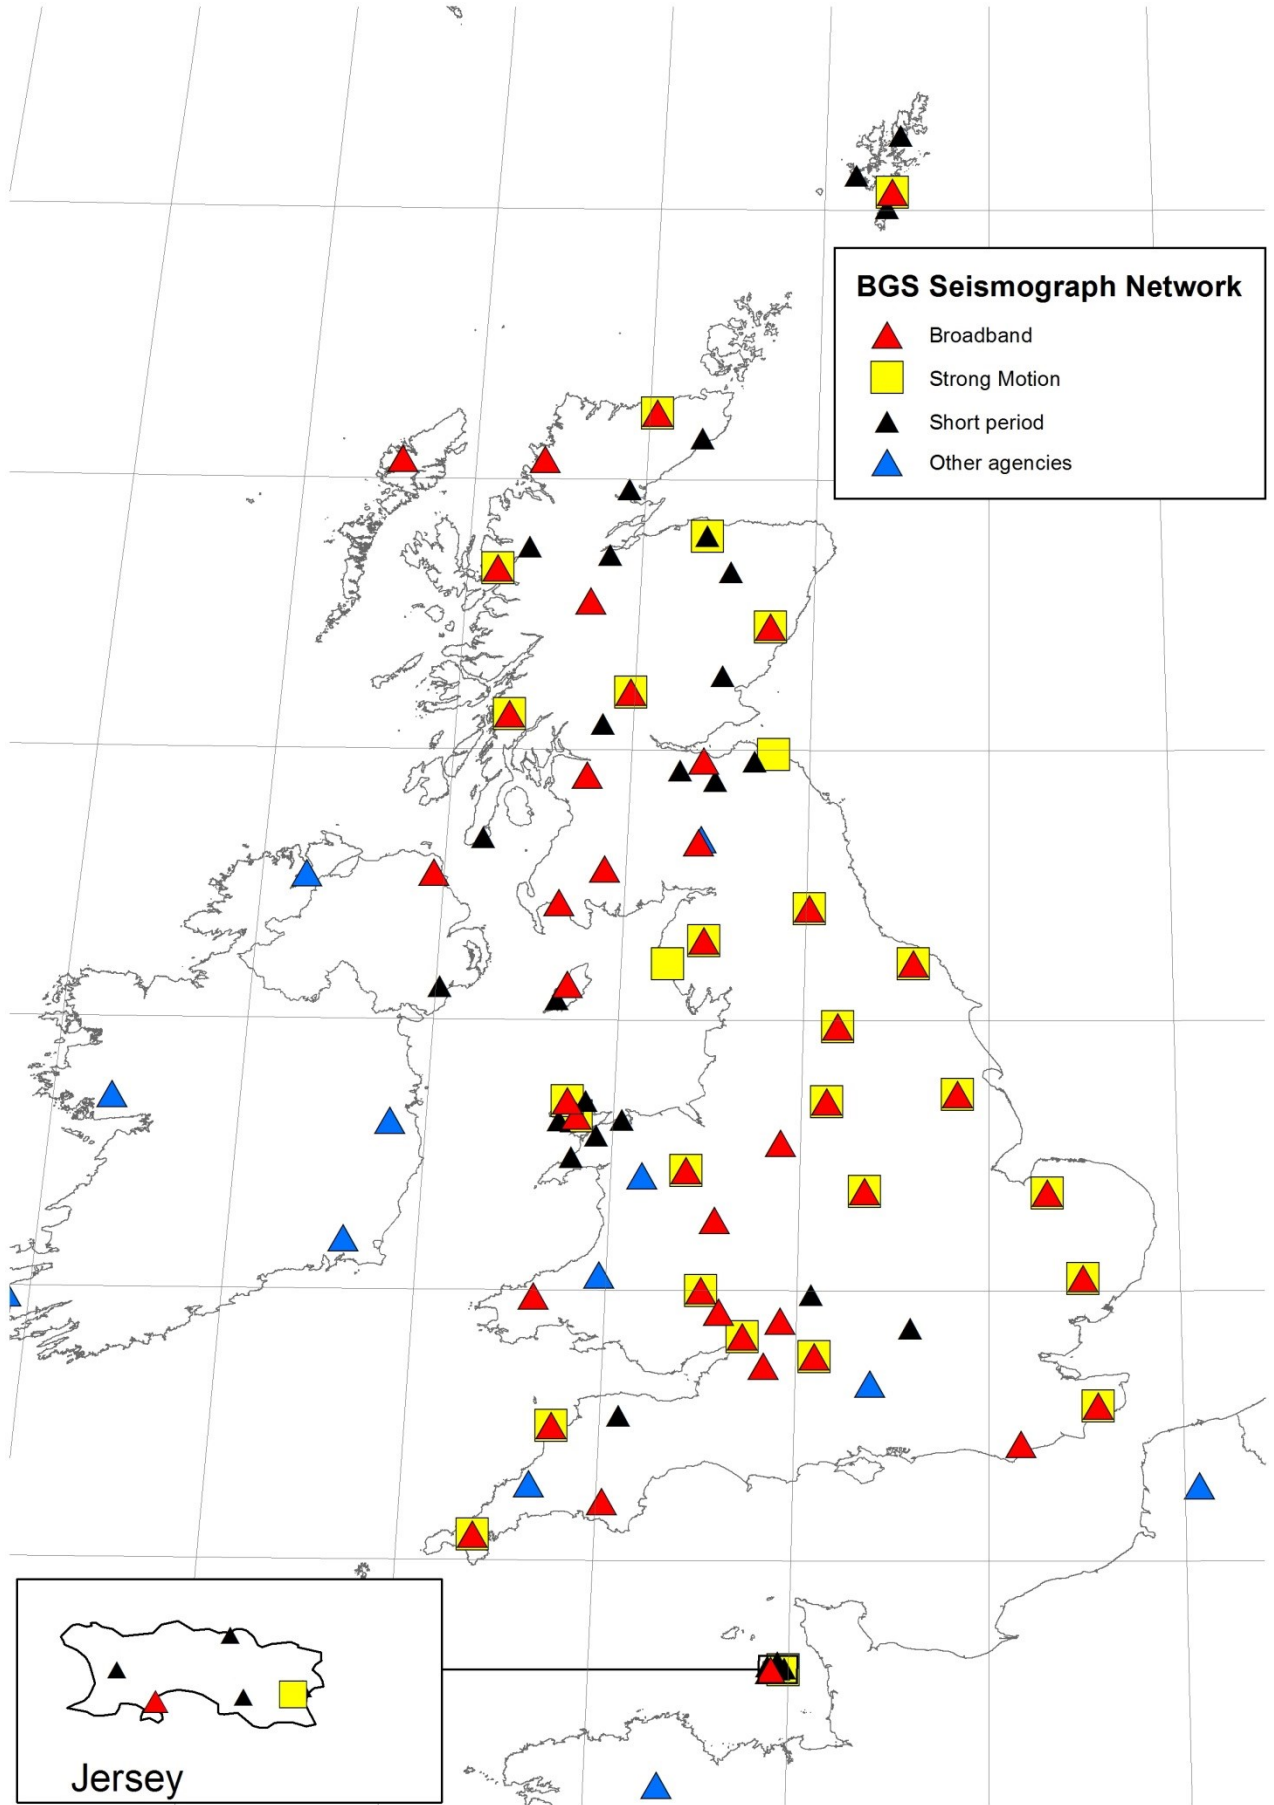 BGS Seismograph Network
Broadband
Strong Motion
Short period
Other agencies
Jersey